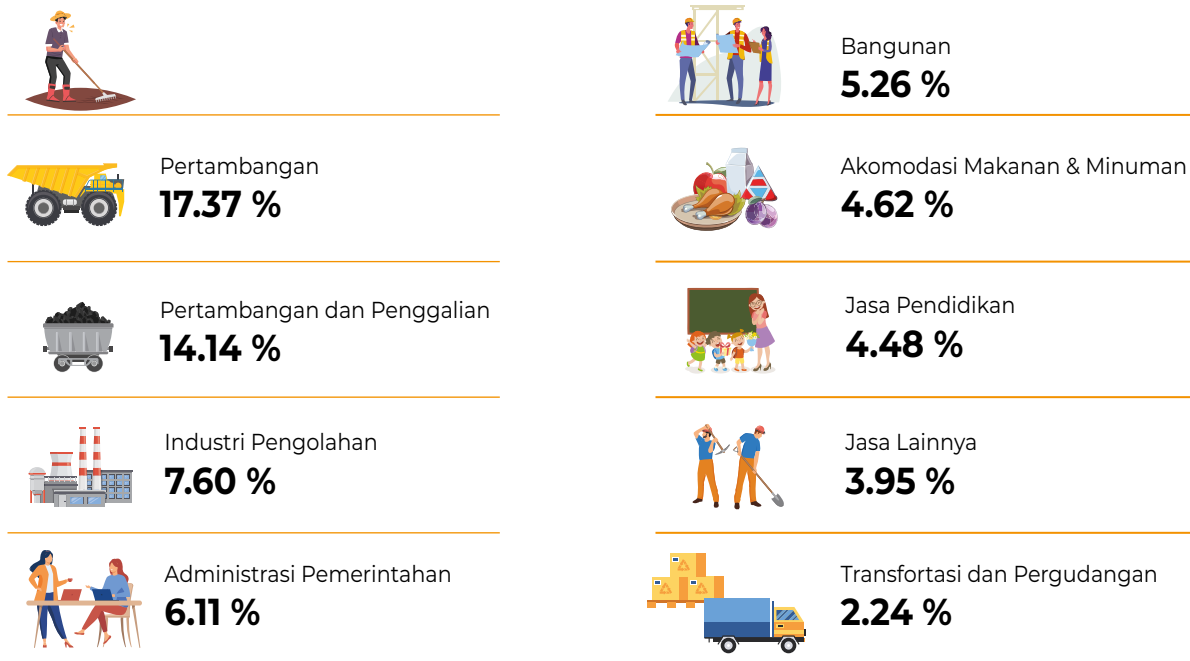 Pertambangan
17.37 %
Pertambangan dan Penggalian
14.14 %
Industri Pengolahan
7.60 %
Administrasi Pemerintahan
6.11 %
Bangunan
5.26 %
Akomodasi Makanan & Minuman
4.62 %
Jasa Pendidikan
4.48 %
Jasa Lainnya
3.95 %
Transfortasi dan Pergudangan
2.24 %